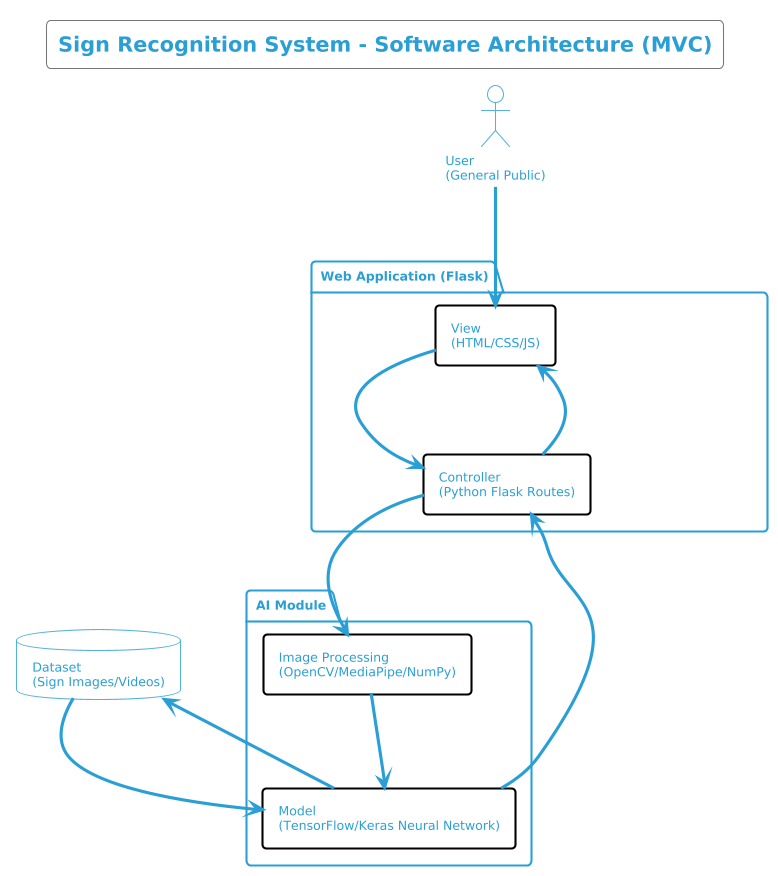 Sign Recognition System - Software Architecture (MVC)
User
(General Public)
Web Application (Flask)
View
(HTML/CSS/JS)
Controller
(Python Flask Routes)
AI Module
Image Processing
(OpenCV/MediaPipe/NumPy)
Dataset
(Sign Images/Videos)
Model
(TensorFlow/Keras Neural Network)